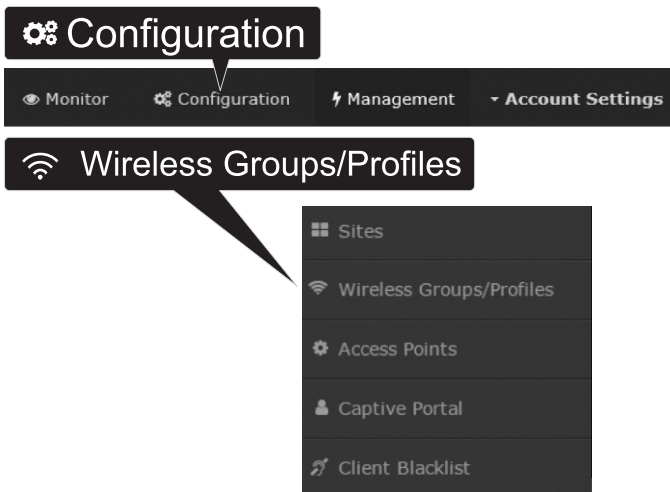 Configuration
Monitor Configuration Management Account Settings
Wireless Groups/Profiles
Sites
Wireless Groups/Profiles
Access Points
Captive Portal
Client Blacklist